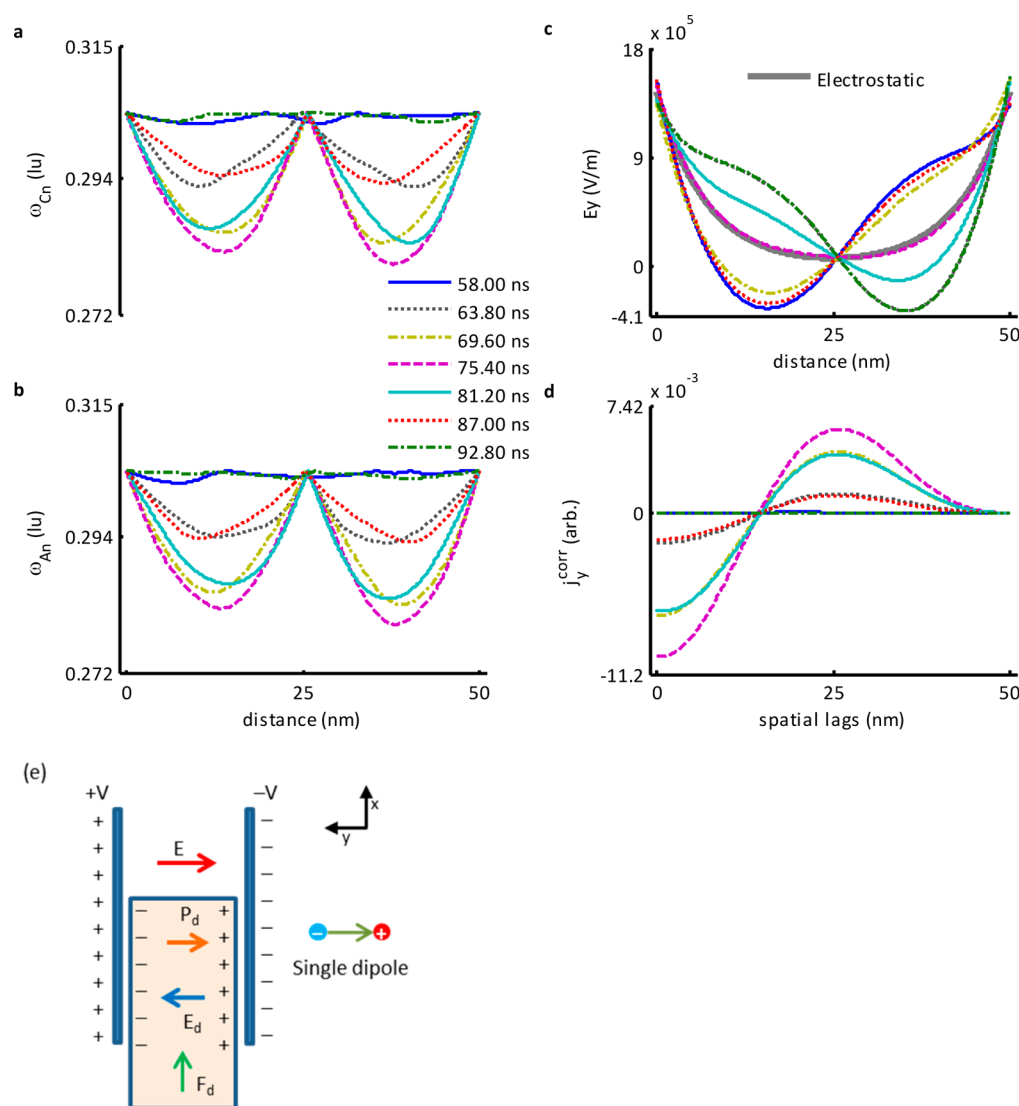 a
0.315
0.294
0.272
ω_Cn (lu)
58.00 ns
63.80 ns
69.60 ns
75.40 ns
81.20 ns
87.00 ns
92.80 ns
b
0.315
0.294
0.272
ω_An (lu)
0 25 50
distance (nm)
c
x 10^5
18
9
0
-4.1
Ey (V/m)
Electrostatic
0 25 50
distance (nm)
d
x 10^-3
7.42
0
-11.2
j_y^corr (arb.)
0 25 50
spatial lags (nm)
(e)
+V −V
x
y
E
+ + + + + + + + +
− − − − − − − − −
− − − − − −
+ + + + + +
P_d
E_d
F_d
− +
Single dipole